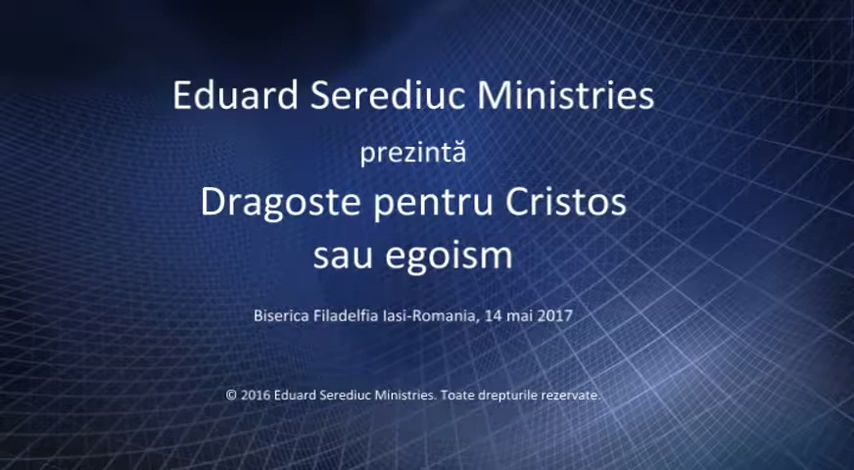 Eduard Serediuc Ministries
prezintă
Dragoste pentru Cristos
sau egoism
Biserica Filadelfia Iasi-Romania, 14 mai 2017
© 2016 Eduard Serediuc Ministries. Toate drepturile rezervate.